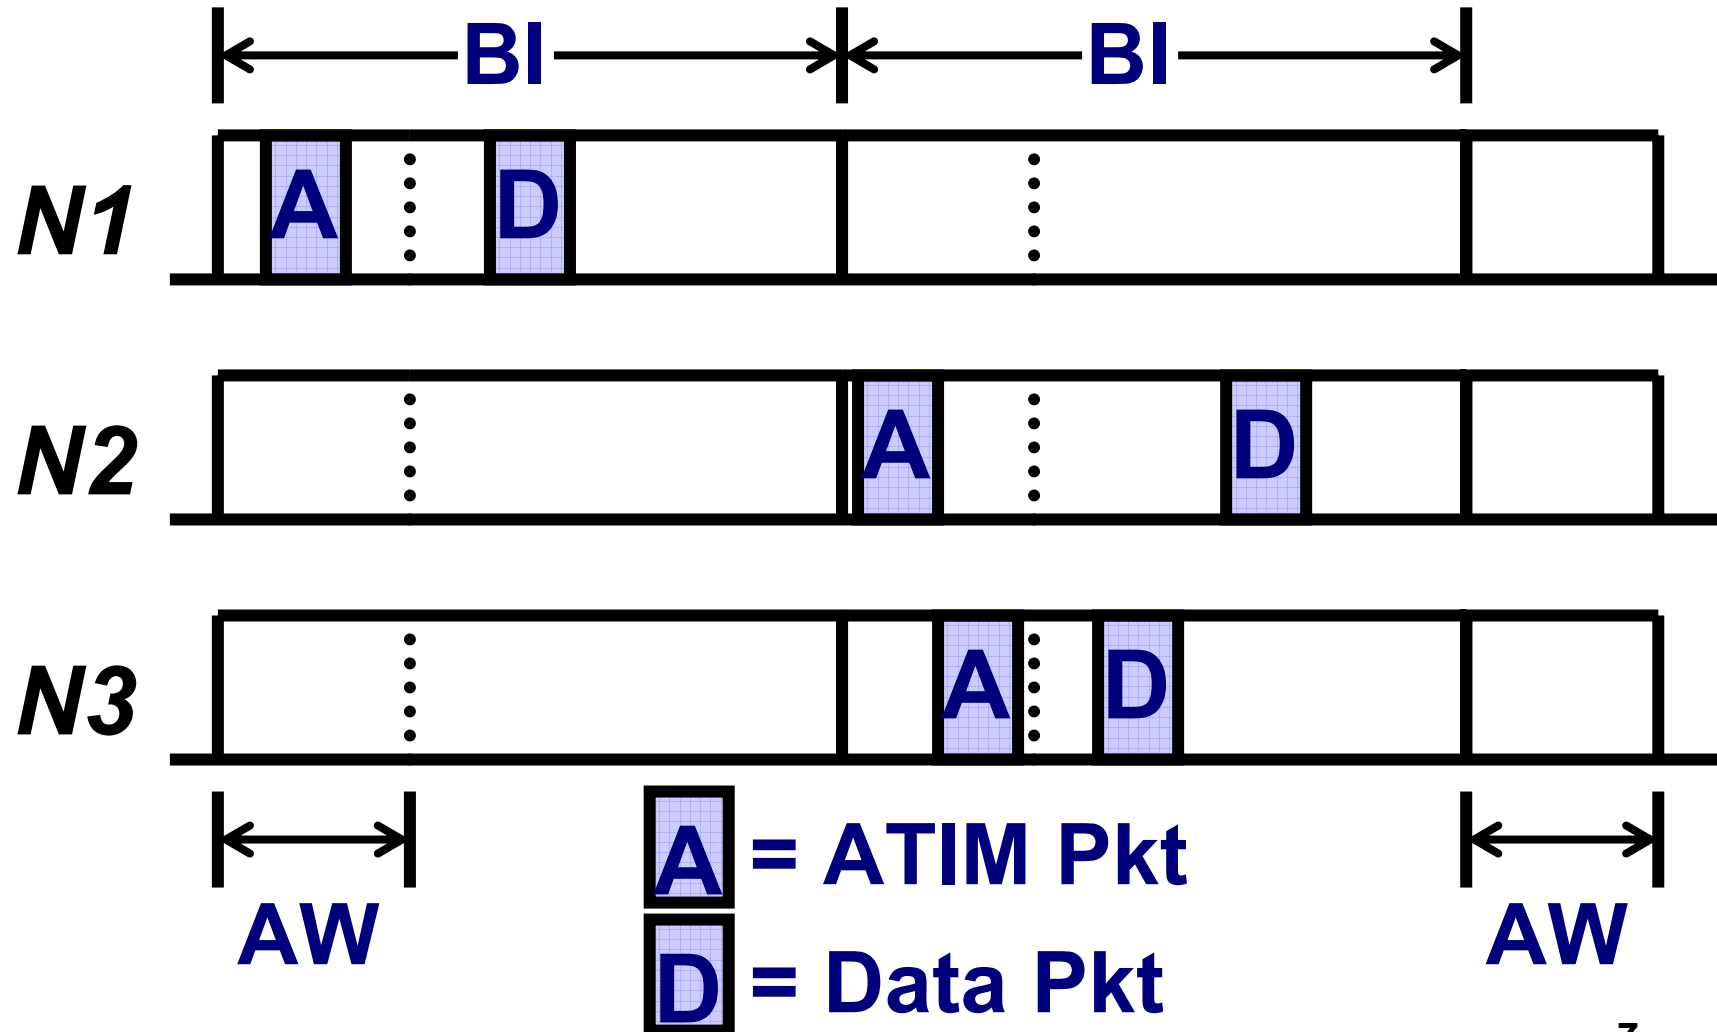 BI BI
N1 A D
N2 A D
N3 A D
AW AW
A = ATIM Pkt
D = Data Pkt